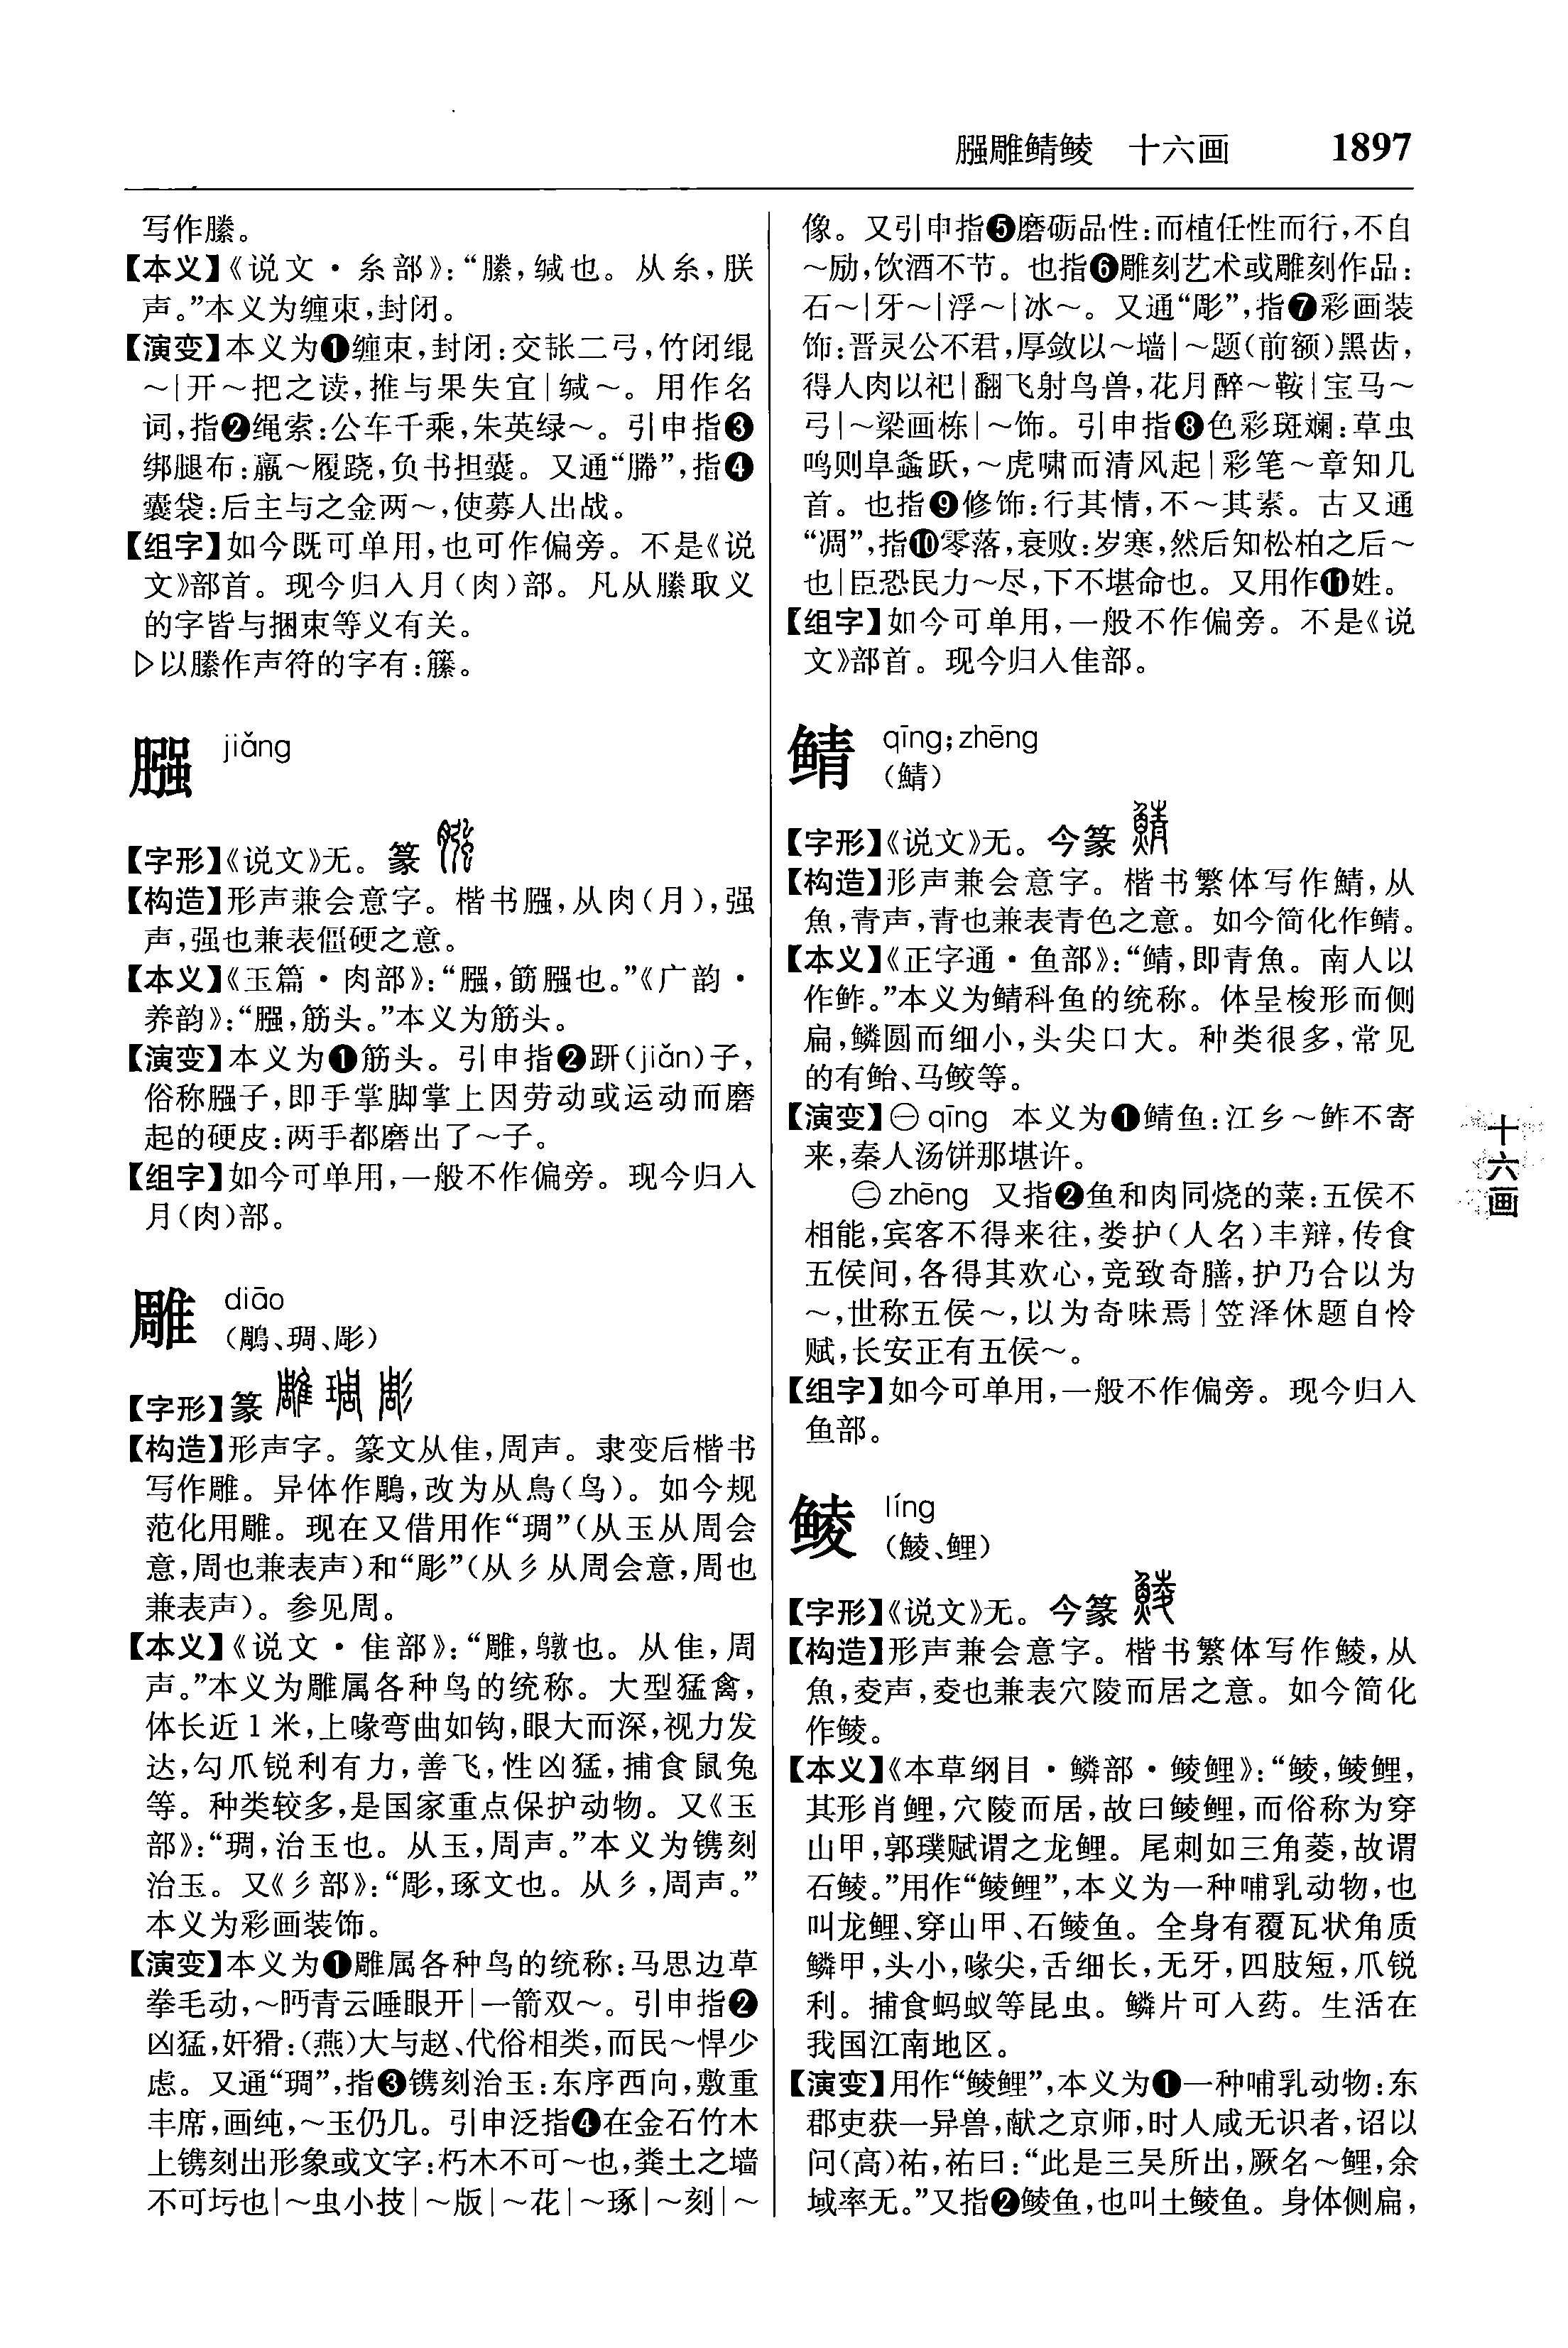 膙雕鲭鲮　十六画　1897
写作縢。
【本义】《说文·糸部》：“縢，缄也。从糸，朕
声。”本义为缠束，封闭。
【演变】本义为❶缠束，封闭：交韔二弓，竹闭绲
～|开～把之读，推与果失宜|缄～。用作名
词，指❷绳索：公车千乘，朱英绿～。引申指❸
绑腿布：羸～履蹻，负书担囊。又通“幐”，指❹
囊袋：后主与之金两～，使募人出战。
【组字】如今既可单用，也可作偏旁。不是《说
文》部首。现今归入月（肉）部。凡从縢取义
的字皆与捆束等义有关。
▷以縢作声符的字有：籐。
膙　jiǎng
【字形】《说文》无。篆
【构造】形声兼会意字。楷书膙，从肉（月），强
声，强也兼表僵硬之意。
【本义】《玉篇·肉部》：“膙，筋膙也。”《广韵·
养韵》：“膙，筋头。”本义为筋头。
【演变】本义为❶筋头。引申指❷趼（jiǎn）子，
俗称膙子，即手掌脚掌上因劳动或运动而磨
起的硬皮：两手都磨出了～子。
【组字】如今可单用，一般不作偏旁。现今归入
月（肉）部。
雕　diāo
（鵰、琱、彫）
【字形】篆
【构造】形声字。篆文从隹，周声。隶变后楷书
写作雕。异体作鵰，改为从鳥（鸟）。如今规
范化用雕。现在又借用作“琱”（从玉从周会
意，周也兼表声）和“彫”（从彡从周会意，周也
兼表声）。参见周。
【本义】《说文·隹部》：“雕，鷻也。从隹，周
声。”本义为雕属各种鸟的统称。大型猛禽，
体长近1米，上喙弯曲如钩，眼大而深，视力发
达，勾爪锐利有力，善飞，性凶猛，捕食鼠兔
等。种类较多，是国家重点保护动物。又《玉
部》：“琱，治玉也。从玉，周声。”本义为镌刻
治玉。又《彡部》：“彫，琢文也。从彡，周声。”
本义为彩画装饰。
【演变】本义为❶雕属各种鸟的统称：马思边草
拳毛动，～眄青云睡眼开|一箭双～。引申指❷
凶猛，奸猾：（燕）大与赵、代俗相类，而民～悍少
虑。又通“琱”，指❸镌刻治玉：东序西向，敷重
丰席，画纯，～玉仍几。引申泛指❹在金石竹木
上镌刻出形象或文字：朽木不可～也，粪土之墙
不可圬也|～虫小技|～版|～花|～琢|～刻|～
像。又引申指❺磨砺品性：而植任性而行，不自
～励，饮酒不节。也指❻雕刻艺术或雕刻作品：
石～|牙～|浮～|冰～。又通“彫”，指❼彩画装
饰：晋灵公不君，厚敛以～墙|～题（前额）黑齿，
得人肉以祀|翻飞射鸟兽，花月醉～鞍|宝马～
弓|～梁画栋|～饰。引申指❽色彩斑斓：草虫
鸣则阜螽跃，～虎啸而清风起|彩笔～章知几
首。也指❾修饰：行其情，不～其素。古又通
“凋”，指❿零落，衰败：岁寒，然后知松柏之后～
也|臣恐民力～尽，下不堪命也。又用作⓫姓。
【组字】如今可单用，一般不作偏旁。不是《说
文》部首。现今归入隹部。
鲭　qīng；zhēng
（鯖）
【字形】《说文》无。今篆
【构造】形声兼会意字。楷书繁体写作鯖，从
魚，青声，青也兼表青色之意。如今简化作鲭。
【本义】《正字通·鱼部》：“鲭，即青魚。南人以
作鲊。”本义为鲭科鱼的统称。体呈梭形而侧
扁，鳞圆而细小，头尖口大。种类很多，常见
的有鲐、马鲛等。
【演变】㊀qīng　本义为❶鲭鱼：江乡～鲊不寄
来，秦人汤饼那堪许。
㊁zhēng　又指❷鱼和肉同烧的菜：五侯不
相能，宾客不得来往，娄护（人名）丰辩，传食
五侯间，各得其欢心，竞致奇膳，护乃合以为
～，世称五侯～，以为奇味焉|笠泽休题自怜
赋，长安正有五侯～。
【组字】如今可单用，一般不作偏旁。现今归入
鱼部。
鲮　líng
（鯪、鲤）
【字形】《说文》无。今篆
【构造】形声兼会意字。楷书繁体写作鯪，从
魚，夌声，夌也兼表穴陵而居之意。如今简化
作鲮。
【本义】《本草纲目·鳞部·鲮鲤》：“鲮，鲮鲤，
其形肖鲤，穴陵而居，故曰鲮鲤，而俗称为穿
山甲，郭璞赋谓之龙鲤。尾刺如三角菱，故谓
石鲮。”用作“鲮鲤”，本义为一种哺乳动物，也
叫龙鲤、穿山甲、石鲮鱼。全身有覆瓦状角质
鳞甲，头小，喙尖，舌细长，无牙，四肢短，爪锐
利。捕食蚂蚁等昆虫。鳞片可入药。生活在
我国江南地区。
【演变】用作“鲮鲤”，本义为❶一种哺乳动物：东
郡吏获一异兽，献之京师，时人咸无识者，诏以
问（高）祐，祐曰：“此是三吴所出，厥名～鲤，余
域率无。”又指❷鲮鱼，也叫土鲮鱼。身体侧扁，
十六画